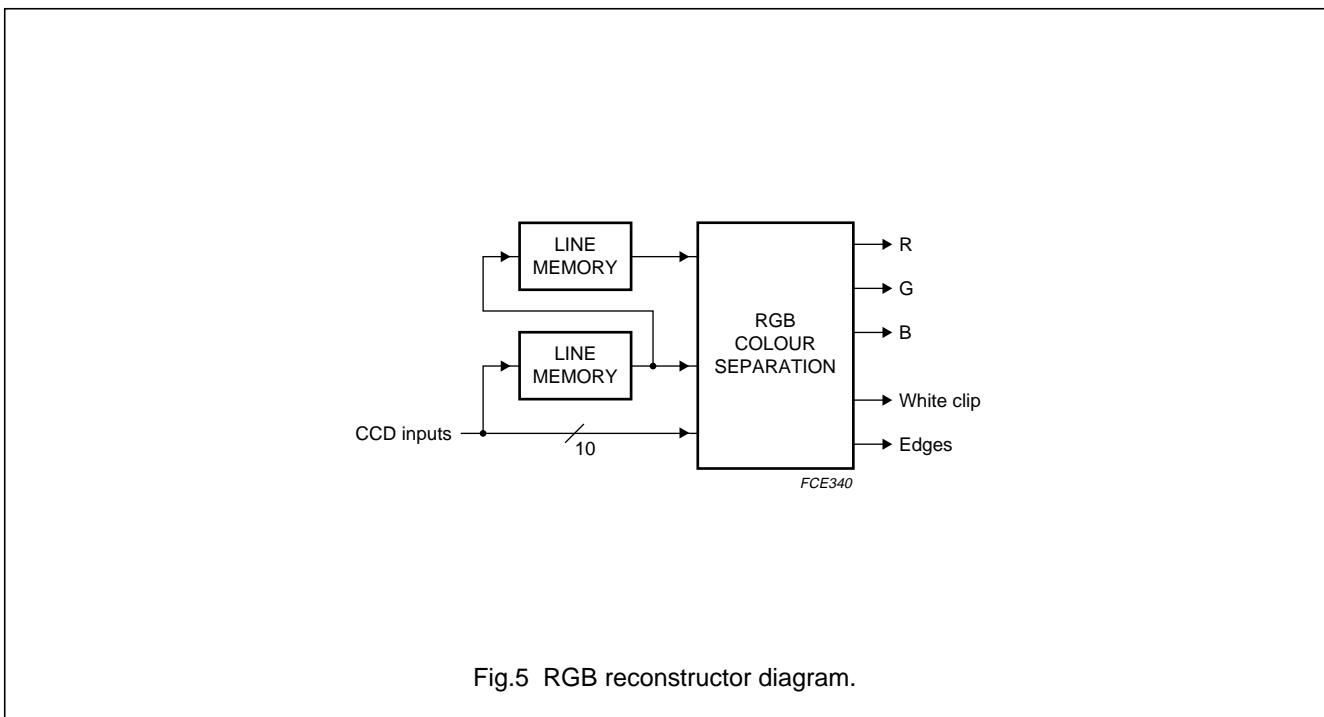 LINE
MEMORY
LINE
MEMORY
CCD inputs
10
RGB
COLOUR
SEPARATION
R
G
B
White clip
Edges
FCE340
Fig.5 RGB reconstructor diagram.